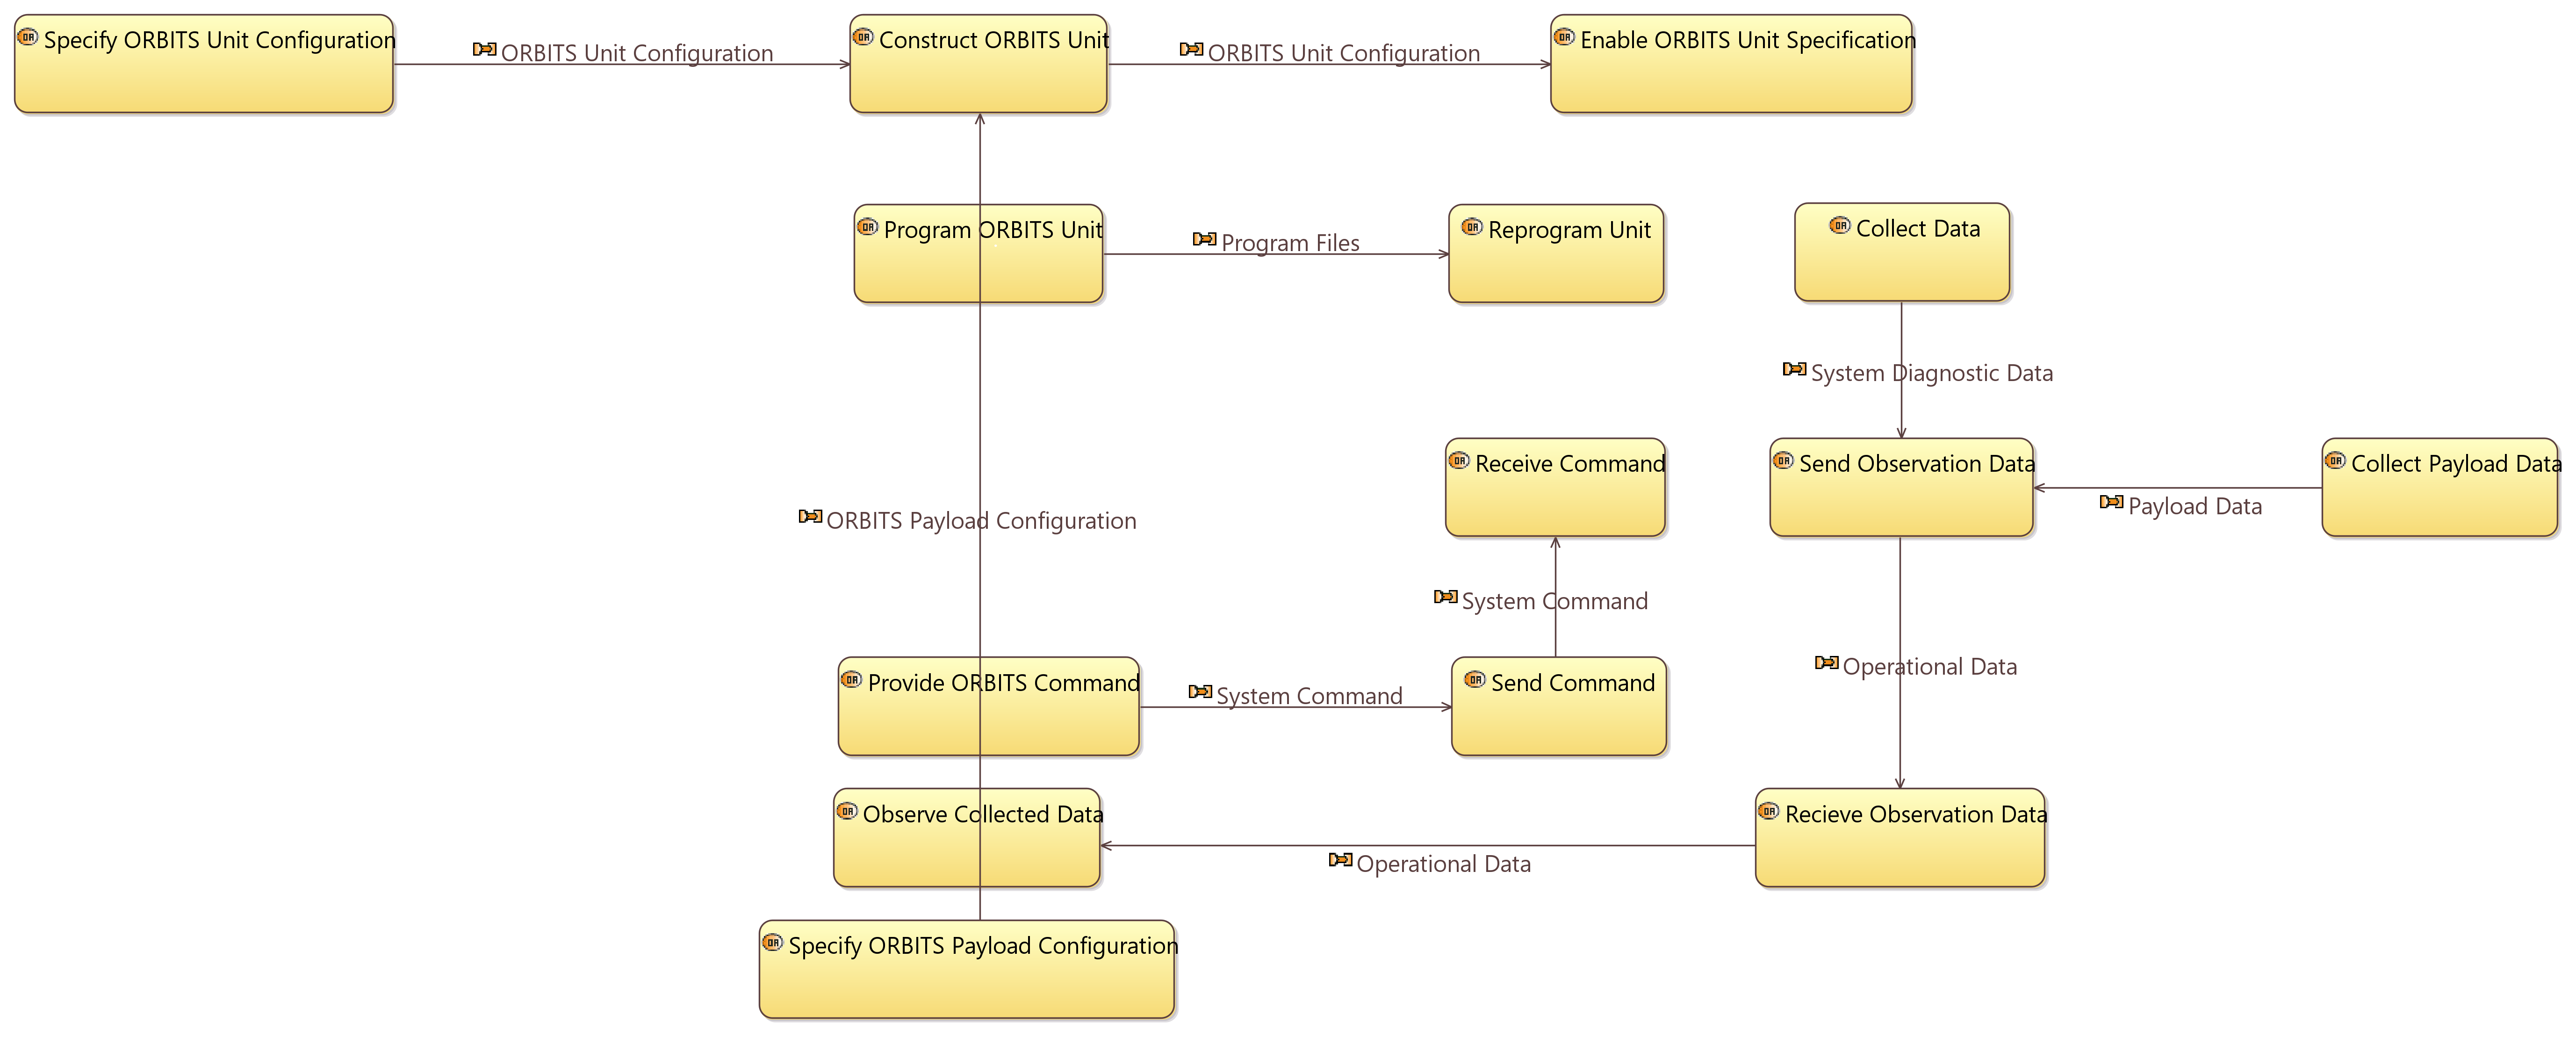 Specify ORBITS Unit Configuration
ORBITS Unit Configuration
Construct ORBITS Unit
ORBITS Unit Configuration
Enable ORBITS Unit Specification
Program ORBITS Unit
Program Files
Reprogram Unit
Collect Data
System Diagnostic Data
Receive Command
Send Observation Data
Collect Payload Data
Payload Data
ORBITS Payload Configuration
System Command
Operational Data
Provide ORBITS Command
System Command
Send Command
Observe Collected Data
Operational Data
Recieve Observation Data
Specify ORBITS Payload Configuration